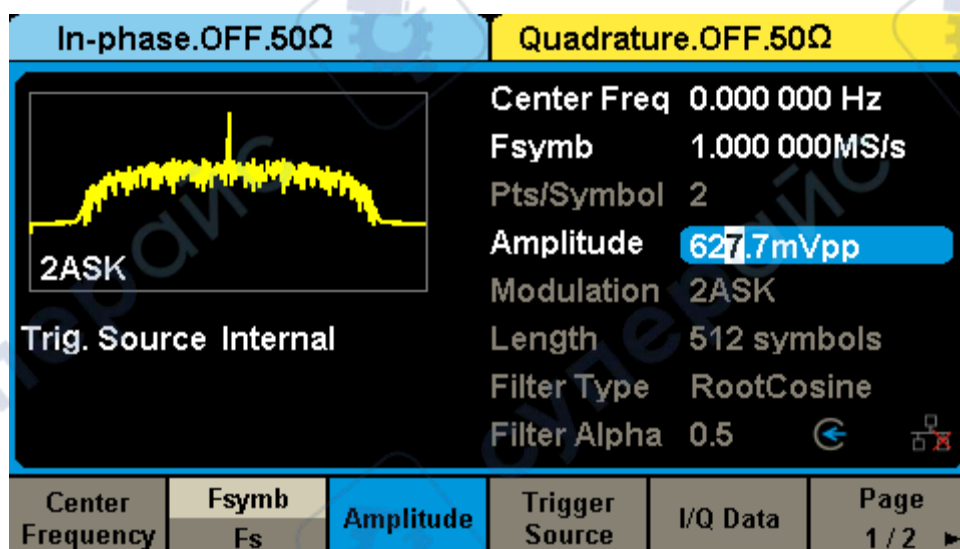 In-phase.OFF.50Ω
Quadrature.OFF.50Ω
2ASK
Trig. Source Internal
Center Freq 0.000 000 Hz
Fsymb 1.000 000MS/s
Pts/Symbol 2
Amplitude 627.7mVpp
Modulation 2ASK
Length 512 symbols
Filter Type RootCosine
Filter Alpha 0.5
Center Frequency
Fsymb
Fs
Amplitude
Trigger Source
I/Q Data
Page 1 / 2